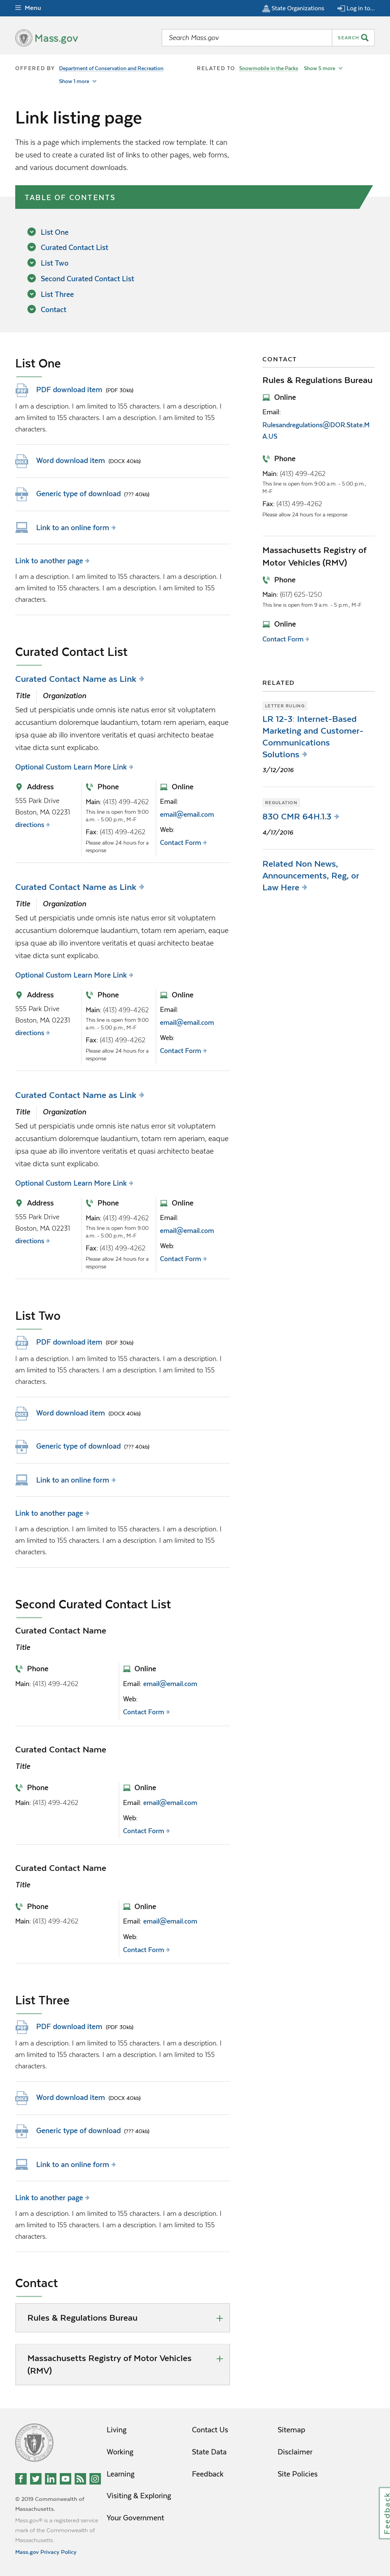 Menu
State Organizations
Log in to...
Mass.gov
Search Mass.gov
SEARCH
OFFERED BY Department of Conservation and Recreation
Show 1 more
RELATED TO Snowmobile in the Parks Show 5 more
Link listing page
This is a page which implements the stacked row template. It can
be used to create a curated list of links to other pages, web forms,
and various document downloads.
TABLE OF CONTENTS
List One
Curated Contact List
List Two
Second Curated Contact List
List Three
Contact
List One
PDF download item (PDF 30kb)
I am a description. I am limited to 155 characters. I am a description. I
am limited to 155 characters. I am a description. I am limited to 155
characters.
Word download item (DOCX 40kb)
Generic type of download (??? 40kb)
Link to an online form
Link to another page
I am a description. I am limited to 155 characters. I am a description. I
am limited to 155 characters. I am a description. I am limited to 155
characters.
Curated Contact List
Curated Contact Name as Link
Title Organization
Sed ut perspiciatis unde omnis iste natus error sit voluptatem
accusantium doloremque laudantium, totam rem aperiam, eaque
ipsa quae ab illo inventore veritatis et quasi architecto beatae
vitae dicta sunt explicabo.
Optional Custom Learn More Link
Address
555 Park Drive
Boston, MA 02231
directions
Phone
Main: (413) 499-4262
This line is open from 9:00
a.m. - 5:00 p.m., M-F
Fax: (413) 499-4262
Please allow 24 hours for a
response
Online
Email:
email@email.com
Web:
Contact Form
Curated Contact Name as Link
Title Organization
Sed ut perspiciatis unde omnis iste natus error sit voluptatem
accusantium doloremque laudantium, totam rem aperiam, eaque
ipsa quae ab illo inventore veritatis et quasi architecto beatae
vitae dicta sunt explicabo.
Optional Custom Learn More Link
Address
555 Park Drive
Boston, MA 02231
directions
Phone
Main: (413) 499-4262
This line is open from 9:00
a.m. - 5:00 p.m., M-F
Fax: (413) 499-4262
Please allow 24 hours for a
response
Online
Email:
email@email.com
Web:
Contact Form
Curated Contact Name as Link
Title Organization
Sed ut perspiciatis unde omnis iste natus error sit voluptatem
accusantium doloremque laudantium, totam rem aperiam, eaque
ipsa quae ab illo inventore veritatis et quasi architecto beatae
vitae dicta sunt explicabo.
Optional Custom Learn More Link
Address
555 Park Drive
Boston, MA 02231
directions
Phone
Main: (413) 499-4262
This line is open from 9:00
a.m. - 5:00 p.m., M-F
Fax: (413) 499-4262
Please allow 24 hours for a
response
Online
Email:
email@email.com
Web:
Contact Form
List Two
PDF download item (PDF 30kb)
I am a description. I am limited to 155 characters. I am a description. I
am limited to 155 characters. I am a description. I am limited to 155
characters.
Word download item (DOCX 40kb)
Generic type of download (??? 40kb)
Link to an online form
Link to another page
I am a description. I am limited to 155 characters. I am a description. I
am limited to 155 characters. I am a description. I am limited to 155
characters.
Second Curated Contact List
Curated Contact Name
Title
Phone
Main: (413) 499-4262
Online
Email: email@email.com
Web:
Contact Form
Curated Contact Name
Title
Phone
Main: (413) 499-4262
Online
Email: email@email.com
Web:
Contact Form
Curated Contact Name
Title
Phone
Main: (413) 499-4262
Online
Email: email@email.com
Web:
Contact Form
List Three
PDF download item (PDF 30kb)
I am a description. I am limited to 155 characters. I am a description. I
am limited to 155 characters. I am a description. I am limited to 155
characters.
Word download item (DOCX 40kb)
Generic type of download (??? 40kb)
Link to an online form
Link to another page
I am a description. I am limited to 155 characters. I am a description. I
am limited to 155 characters. I am a description. I am limited to 155
characters.
Contact
Rules & Regulations Bureau
Massachusetts Registry of Motor Vehicles
(RMV)
CONTACT
Rules & Regulations Bureau
Online
Email:
Rulesandregulations@DOR.State.M
A.US
Phone
Main: (413) 499-4262
This line is open from 9:00 a.m. - 5:00 p.m.,
M-F
Fax: (413) 499-4262
Please allow 24 hours for a response
Massachusetts Registry of
Motor Vehicles (RMV)
Phone
Main: (617) 625-1250
This line is open from 9 a.m. - 5 p.m., M-F
Online
Contact Form
RELATED
LETTER RULING
LR 12-3: Internet-Based
Marketing and Customer-
Communications
Solutions
3/12/2016
REGULATION
830 CMR 64H.1.3
4/17/2016
Related Non News,
Announcements, Reg, or
Law Here
Living
Working
Learning
Visiting & Exploring
Your Government
Contact Us
State Data
Feedback
Sitemap
Disclaimer
Site Policies
© 2019 Commonwealth of
Massachusetts.
Mass.gov® is a registered service
mark of the Commonwealth of
Massachusetts.
Mass.gov Privacy Policy
Feedback